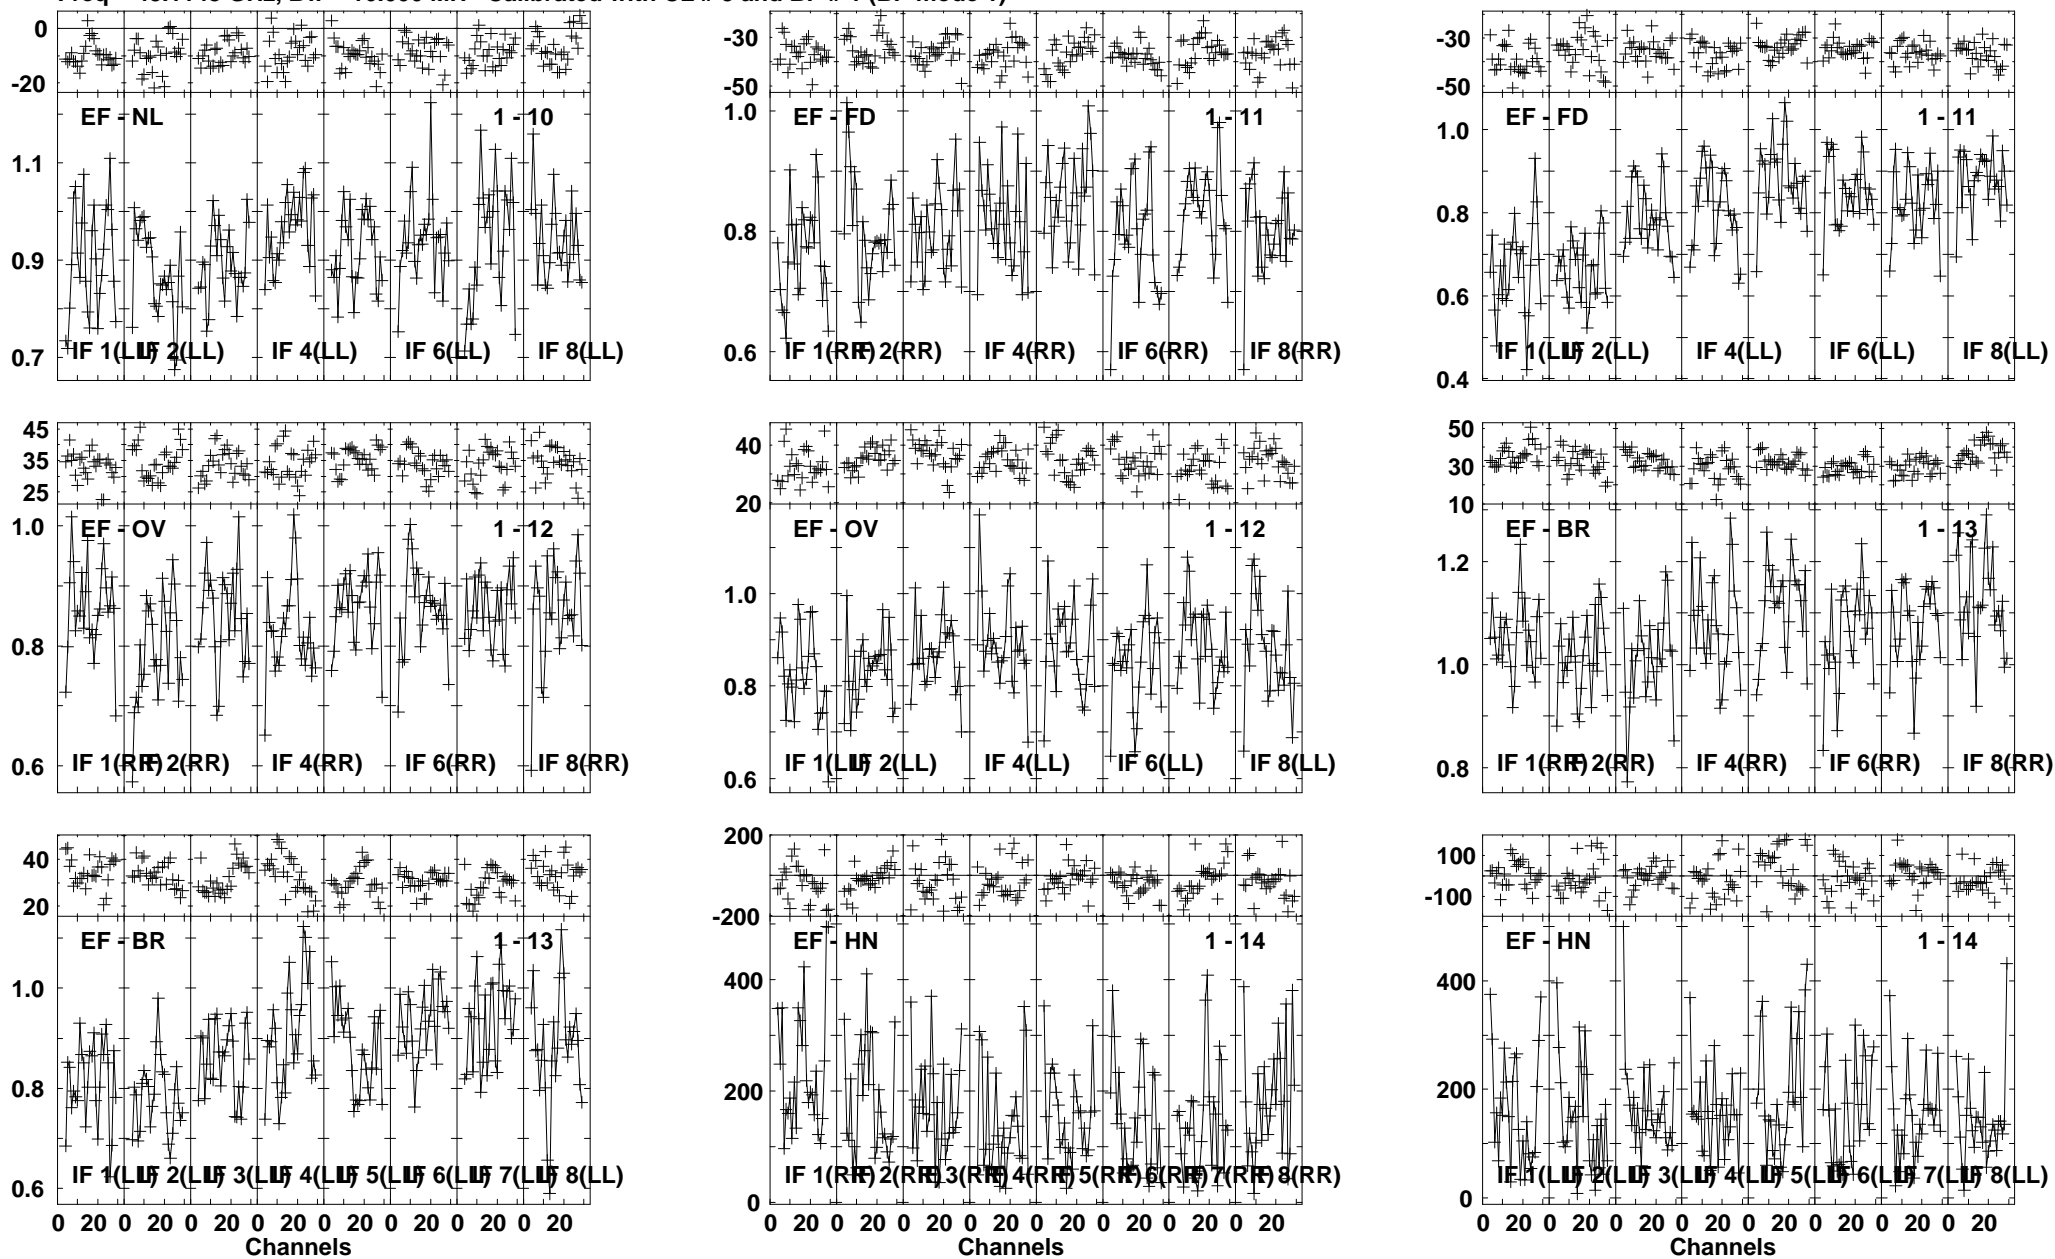 Freq = GHz, Bw = MH Calibrated with CL # and BP # 1 (BP mode 1)
0
-20
EF - NL 1 - 10
1.1
0.9
0.7
IF 1(LL) IF 2(LL) IF 4(LL) IF 6(LL) IF 8(LL)
-30
-50
EF - FD 1 - 11
1.0
0.8
0.6
IF 1(RR) IF 2(RR) IF 4(RR) IF 6(RR) IF 8(RR)
-30
-50
EF - FD 1 - 11
1.0
0.8
0.6
0.4
IF 1(LL) IF 2(LL) IF 4(LL) IF 6(LL) IF 8(LL)
45
35
25
EF - OV 1 - 12
1.0
0.8
0.6
IF 1(RR) IF 2(RR) IF 4(RR) IF 6(RR) IF 8(RR)
40
20
EF - OV 1 - 12
1.0
0.8
0.6
IF 1(LL) IF 2(LL) IF 4(LL) IF 6(LL) IF 8(LL)
50
30
10
EF - BR 1 - 13
1.2
1.0
0.8
IF 1(RR) IF 2(RR) IF 4(RR) IF 6(RR) IF 8(RR)
40
20
EF - BR 1 - 13
1.0
0.8
0.6
IF 1(LL) IF 2(LL) IF 3(LL) IF 4(LL) IF 5(LL) IF 6(LL) IF 7(LL) IF 8(LL)
0 20 0 20 0 20 0 20 0 20 0 20 0 20 0 20
Channels
200
-200
EF - HN 1 - 14
400
200
0
IF 1(RR) IF 2(RR) IF 3(RR) IF 4(RR) IF 5(RR) IF 6(RR) IF 7(RR) IF 8(RR)
0 20 0 20 0 20 0 20 0 20 0 20 0 20 0 20
Channels
100
-100
EF - HN 1 - 14
400
200
0
IF 1(LL) IF 2(LL) IF 3(LL) IF 4(LL) IF 5(LL) IF 6(LL) IF 7(LL) IF 8(LL)
0 20 0 20 0 20 0 20 0 20 0 20 0 20 0 20
Channels